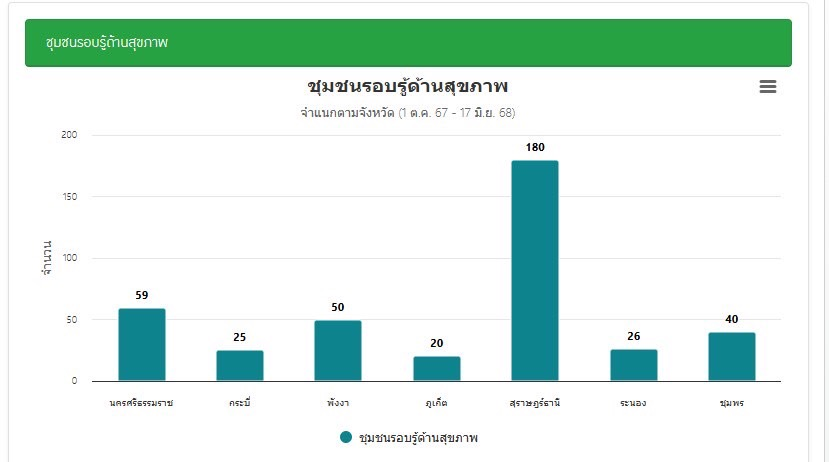 ชุมชนรอบรู้ด้านสุขภาพ
ชุมชนรอบรู้ด้านสุขภาพ
จำแนกตามจังหวัด (1 ต.ค. 67 - 17 มิ.ย. 68)
จำนวน
200
150
100
50
0
59
25
50
20
180
26
40
นครศรีธรรมราช
กระบี่
พังงา
ภูเก็ต
สุราษฎร์ธานี
ระนอง
ชุมพร
ชุมชนรอบรู้ด้านสุขภาพ